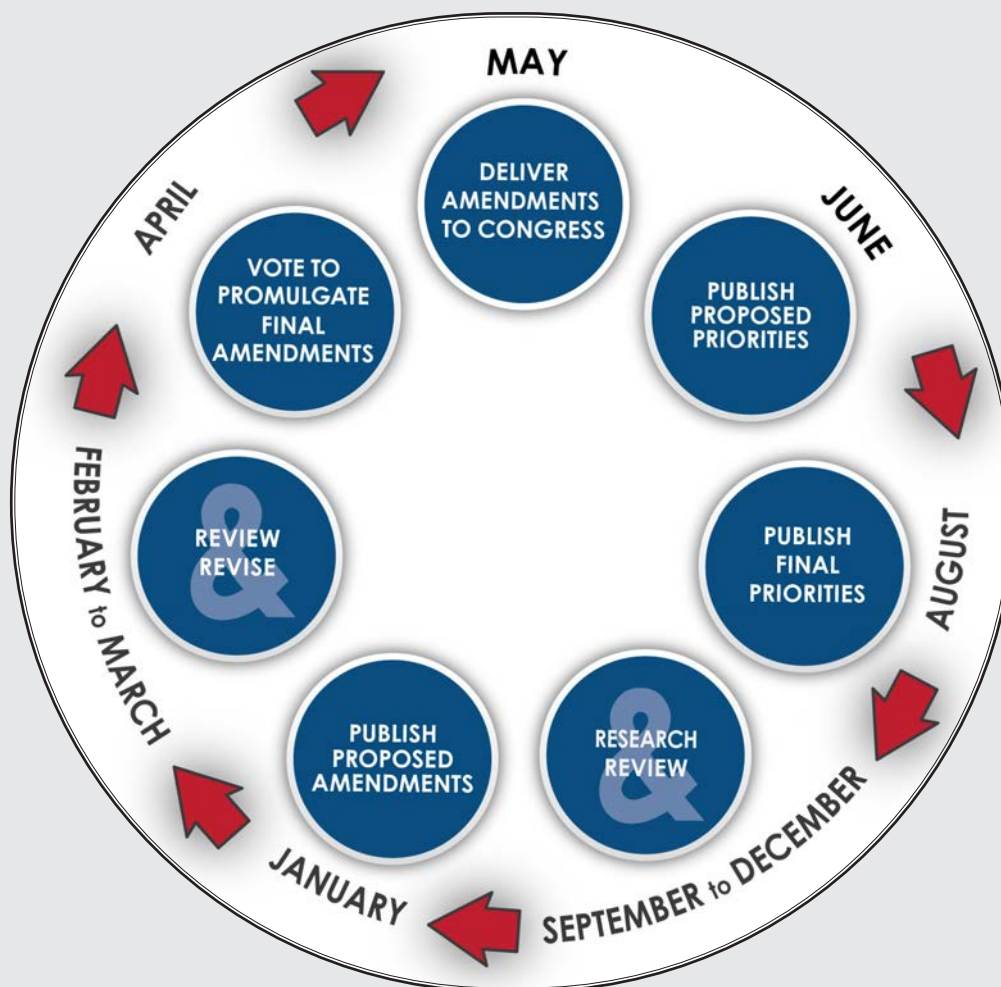 MAY
DELIVER
AMENDMENTS
TO CONGRESS
JUNE
PUBLISH
PROPOSED
PRIORITIES
AUGUST
PUBLISH
FINAL
PRIORITIES
SEPTEMBER to DECEMBER
&
RESEARCH
REVIEW
JANUARY
PUBLISH
PROPOSED
AMENDMENTS
FEBRUARY to MARCH
&
REVIEW
REVISE
APRIL
VOTE TO
PROMULGATE
FINAL
AMENDMENTS